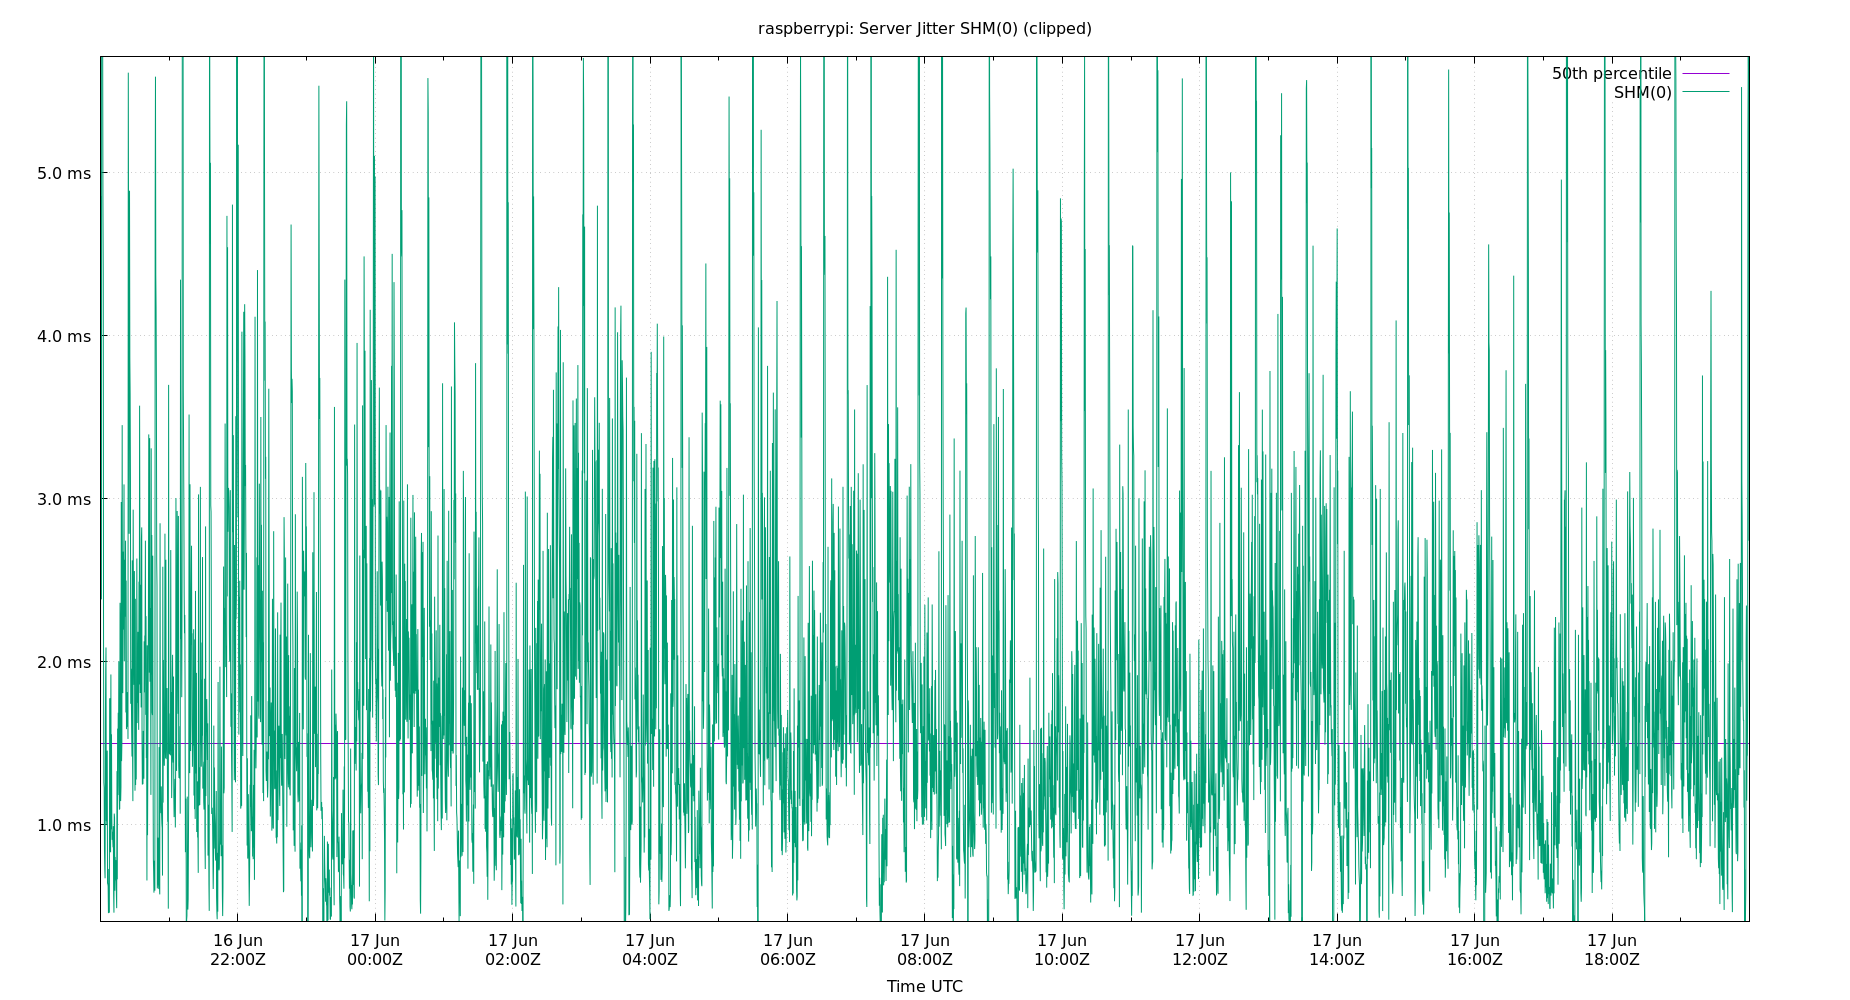 raspberrypi: Server Jitter SHM(0) (clipped)
50th percentile
SHM(0)
5.0 ms
4.0 ms
3.0 ms
2.0 ms
1.0 ms
16 Jun 17 Jun 17 Jun 17 Jun 17 Jun 17 Jun 17 Jun 17 Jun 17 Jun 17 Jun 17 Jun
22:00Z 00:00Z 02:00Z 04:00Z 06:00Z 08:00Z 10:00Z 12:00Z 14:00Z 16:00Z 18:00Z
Time UTC